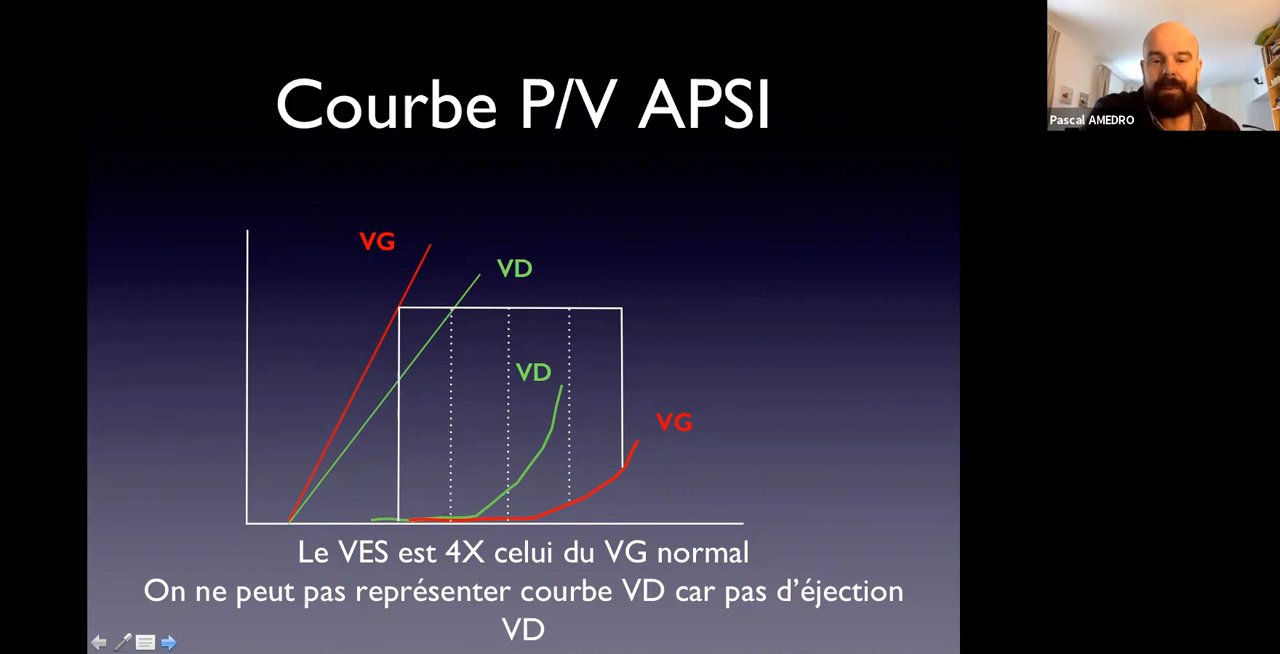 Courbe P/V APSI
Pascal AMEDRO
VG
VD
VD
VG
Le VES est 4X celui du VG normal
On ne peut pas représenter courbe VD car pas d’éjection
VD